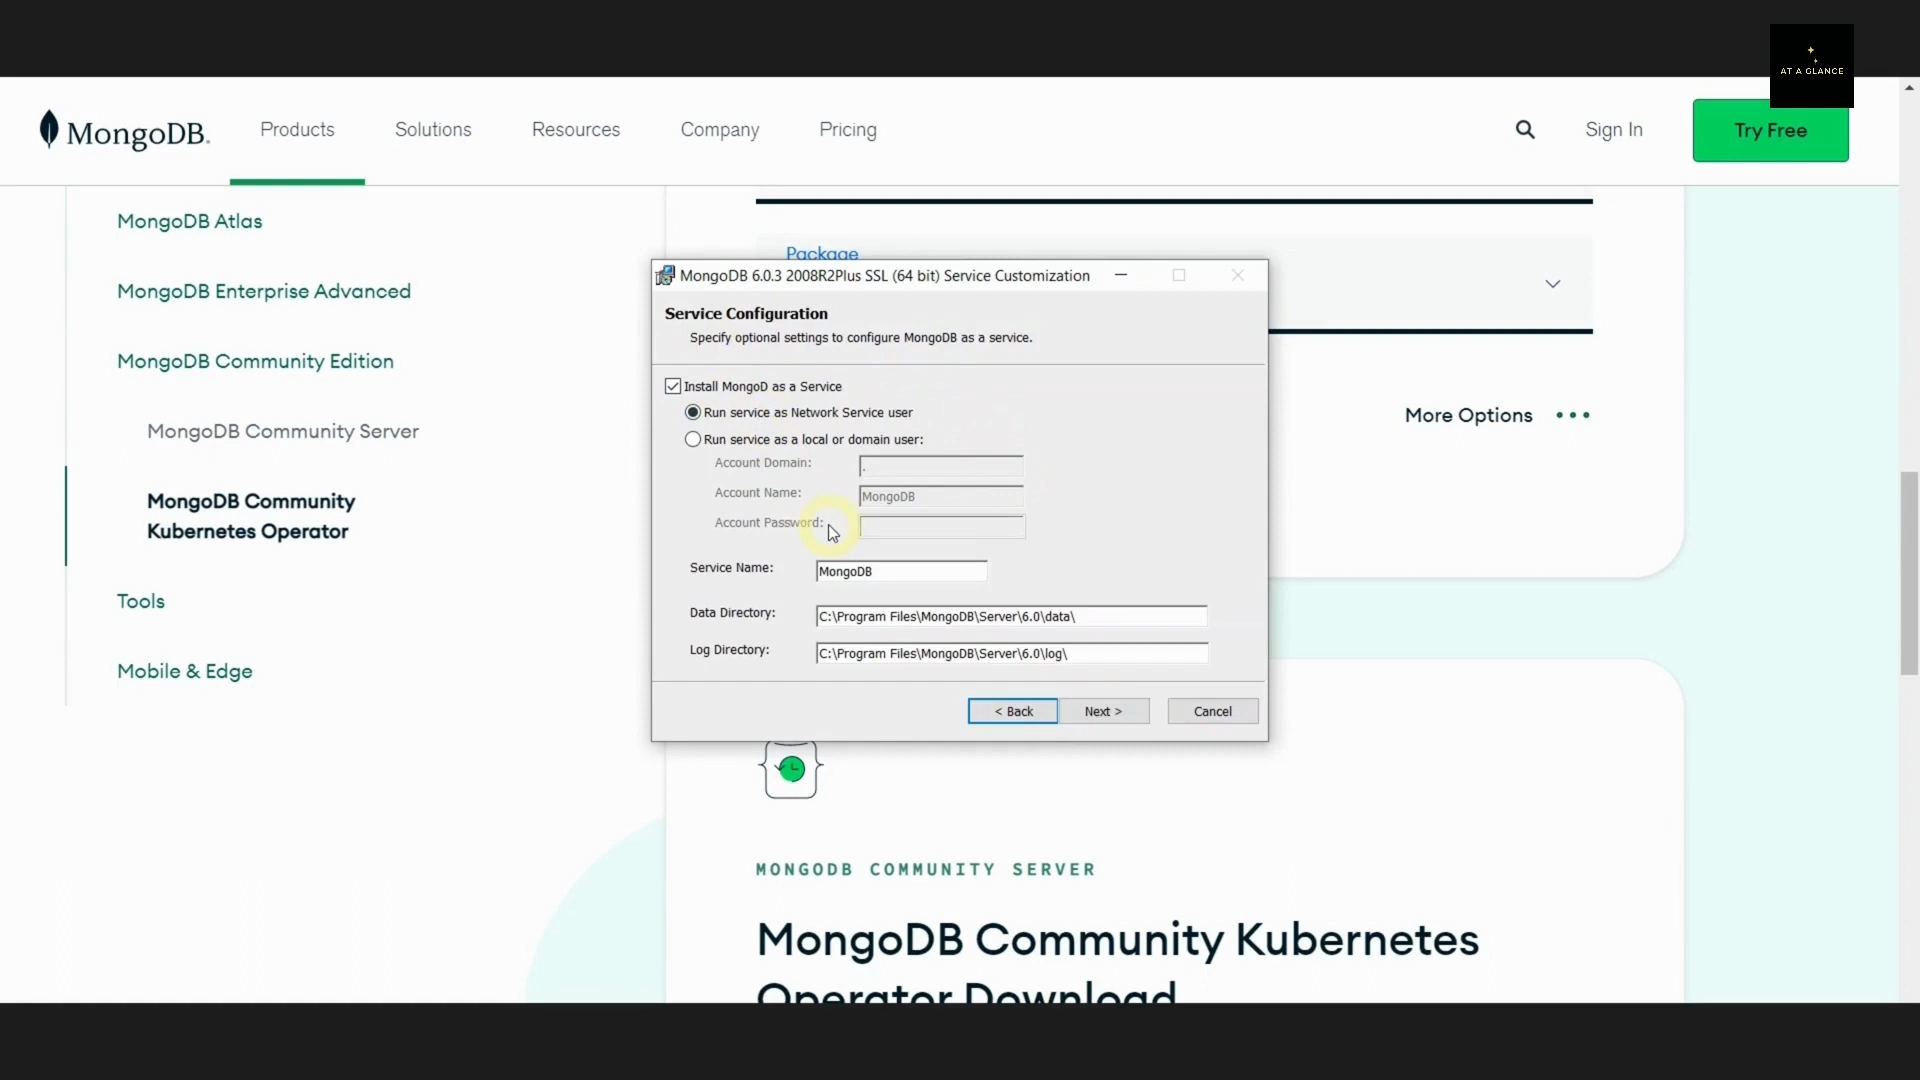 AT A GLANCE
MongoDB.
Products
Solutions
Resources
Company
Pricing
Sign In
Try Free
MongoDB Atlas
MongoDB Enterprise Advanced
MongoDB Community Edition
MongoDB Community Server
MongoDB Community
Kubernetes Operator
Tools
Mobile & Edge
Package
MongoDB 6.0.3 2008R2Plus SSL (64 bit) Service Customization
Service Configuration
Specify optional settings to configure MongoDB as a service.
Install MongoD as a Service
Run service as Network Service user
Run service as a local or domain user:
Account Domain: .
Account Name: MongoDB
Account Password:
Service Name: MongoDB
Data Directory: C:\Program Files\MongoDB\Server\6.0\data\
Log Directory: C:\Program Files\MongoDB\Server\6.0\log\
< Back
Next >
Cancel
More Options
MONGODB COMMUNITY SERVER
MongoDB Community Kubernetes
Operator Download